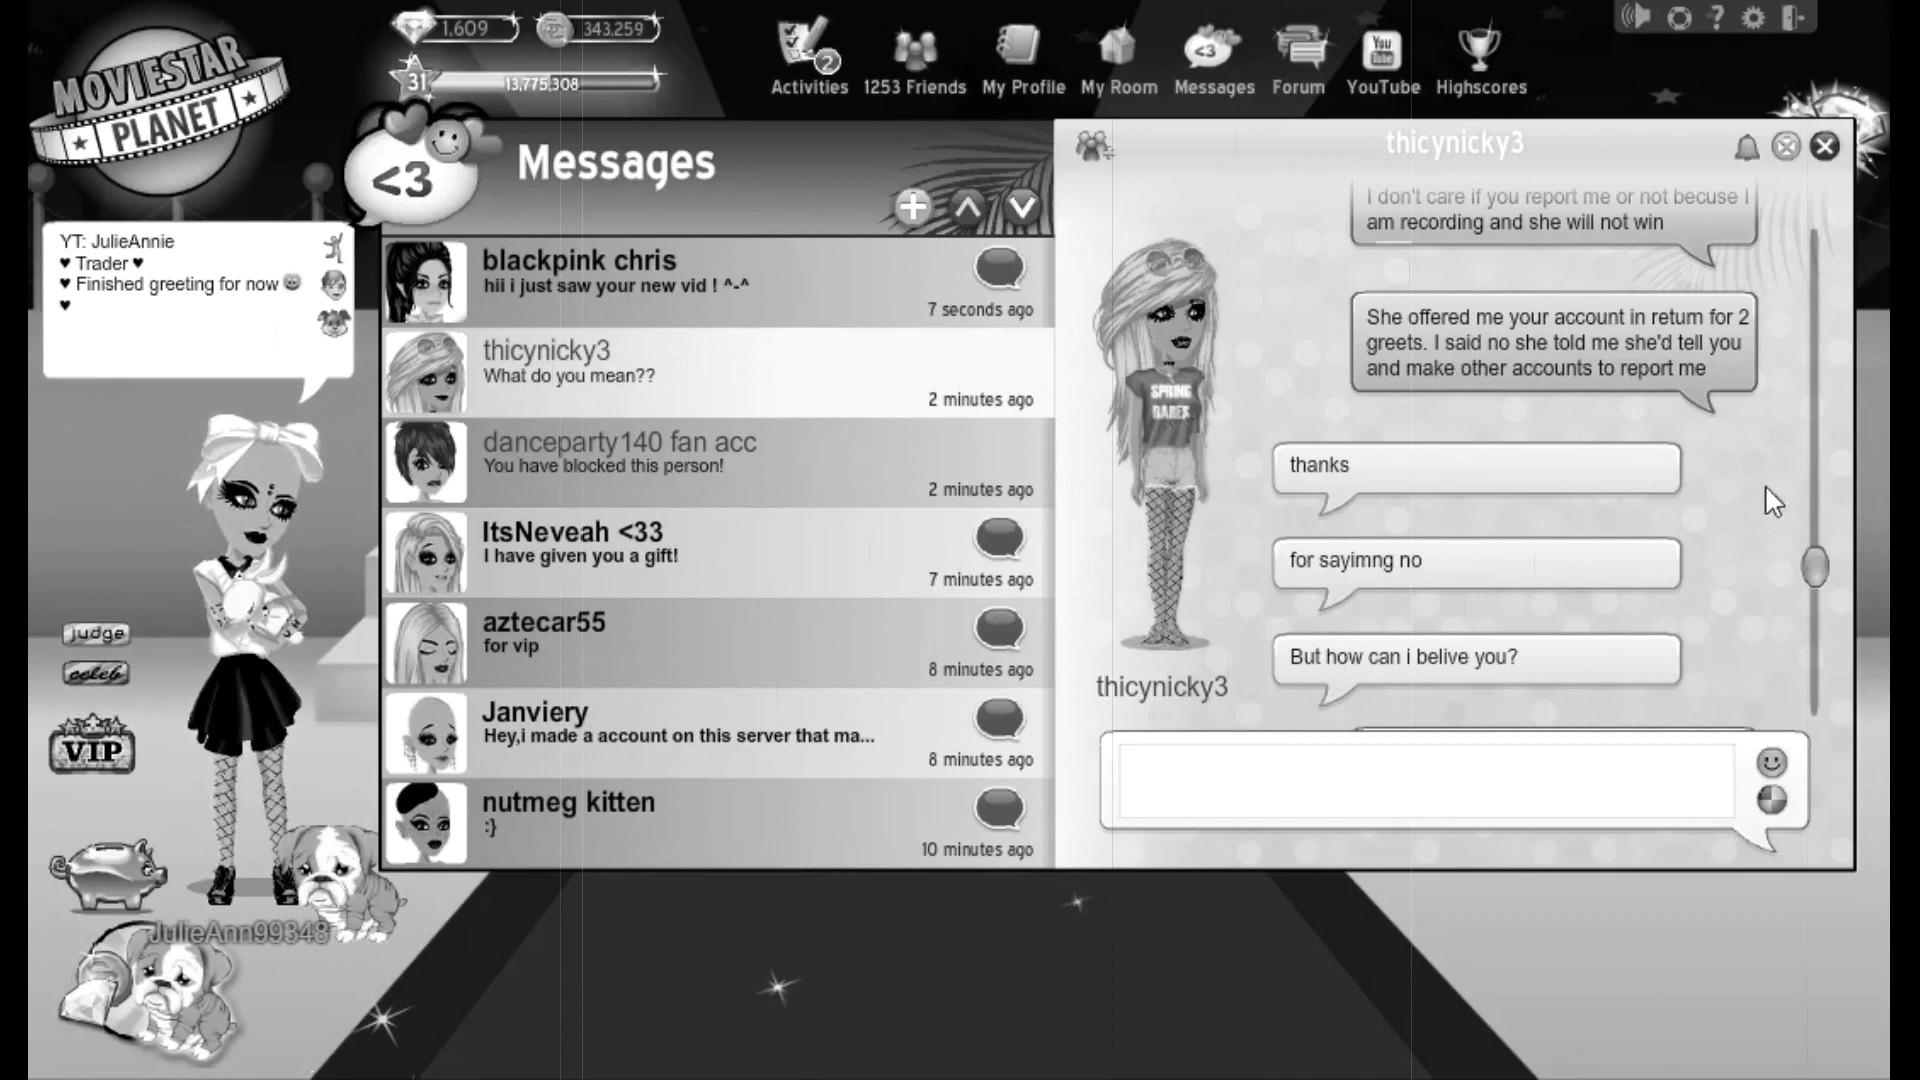 MOVIESTAR
PLANET
1,609
343,259
31
13,775,308
2
Activities
1253 Friends
My Profile
My Room
<3
Messages
Forum
You
Tube
YouTube
Highscores
?
YT: JulieAnnie
♥ Trader ♥
♥ Finished greeting for now
♥
judge
celeb
VIP
JulieAnn99348
<3
Messages
blackpink chris
hii i just saw your new vid ! ^-^
7 seconds ago
thicynicky3
What do you mean??
2 minutes ago
danceparty140 fan acc
You have blocked this person!
2 minutes ago
ItsNeveah <33
I have given you a gift!
7 minutes ago
aztecar55
for vip
8 minutes ago
Janviery
Hey,i made a account on this server that ma...
8 minutes ago
nutmeg kitten
:}
10 minutes ago
thicynicky3
I don't care if you report me or not becuse I
am recording and she will not win
She offered me your account in return for 2
greets. I said no she told me she'd tell you
and make other accounts to report me
thanks
for sayimng no
But how can i belive you?
SPRING
BABES
thicynicky3